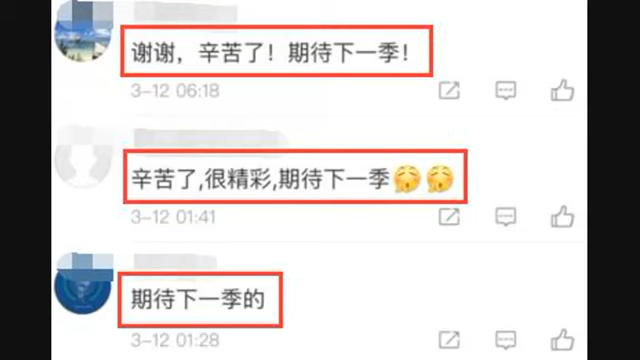 谢谢，辛苦了！期待下一季！
3-12 06:18
辛苦了,很精彩,期待下一季
3-12 01:41
期待下一季的
3-12 01:28